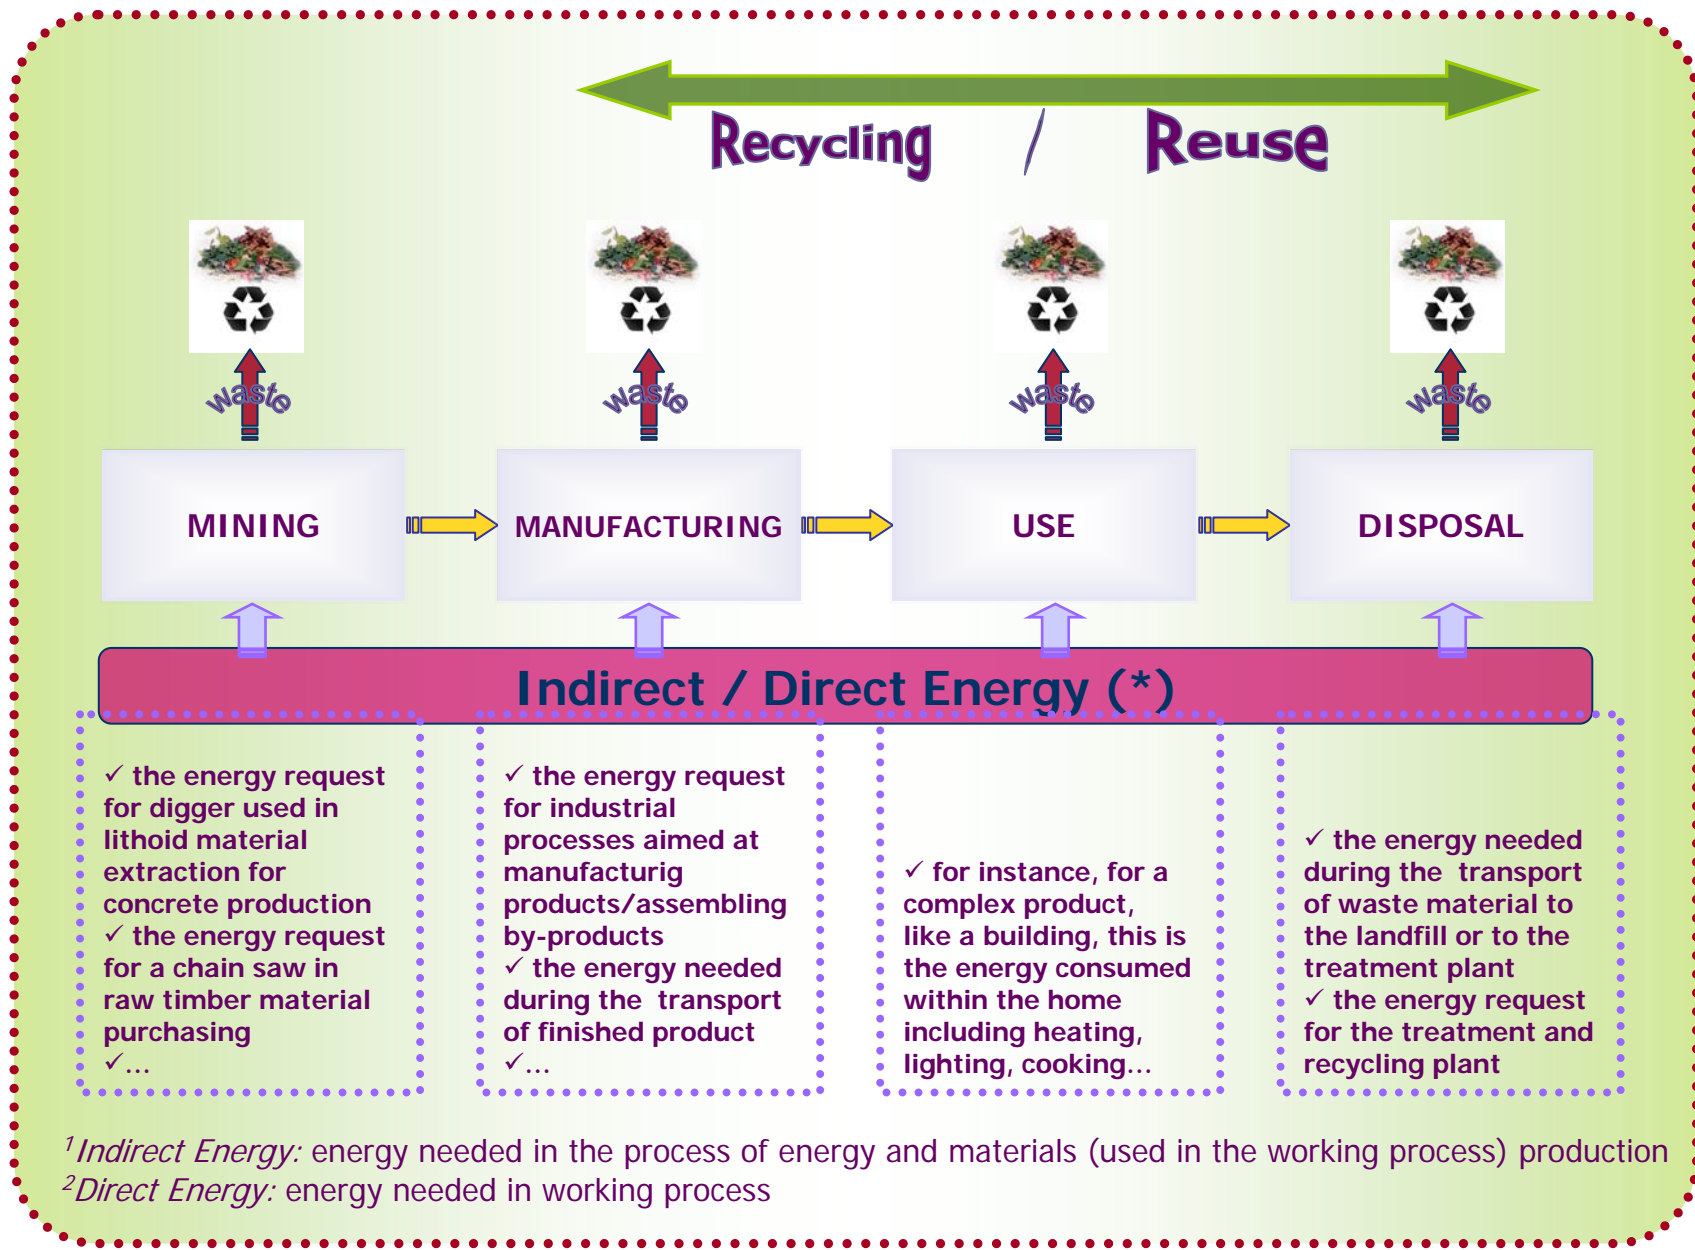 Recycling / Reuse
waste
waste
waste
waste
MINING
MANUFACTURING
USE
DISPOSAL
Indirect / Direct Energy (*)
✓ the energy request
for digger used in
lithoid material
extraction for
concrete production
✓ the energy request
for a chain saw in
raw timber material
purchasing
✓...
✓ the energy request
for industrial
processes aimed at
manufacturig
products/assembling
by-products
✓ the energy needed
during the transport
of finished product
✓...
✓ for instance, for a
complex product,
like a building, this is
the energy consumed
within the home
including heating,
lighting, cooking...
✓ the energy needed
during the transport
of waste material to
the landfill or to the
treatment plant
✓ the energy request
for the treatment and
recycling plant
¹Indirect Energy: energy needed in the process of energy and materials (used in the working process) production
²Direct Energy: energy needed in working process